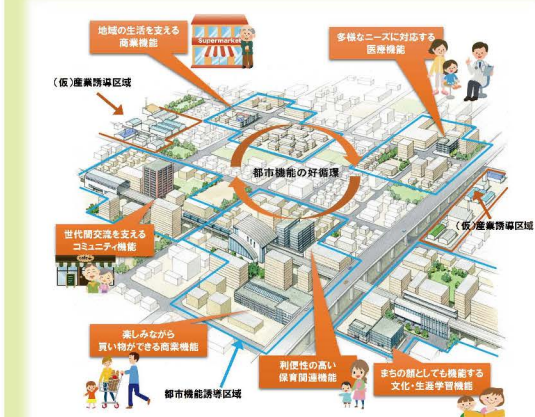 地域の生活を支える
商業機能
Supermarket
多様なニーズに対応する
医療機能
(仮)産業誘導区域
都市機能の好循環
世代間交流を支える
コミュニティ機能
(仮)産業誘導区域
楽しみながら
買い物ができる商業機能
都市機能誘導区域
利便性の高い
保育関連機能
まちの顔としても機能する
文化・生涯学習機能